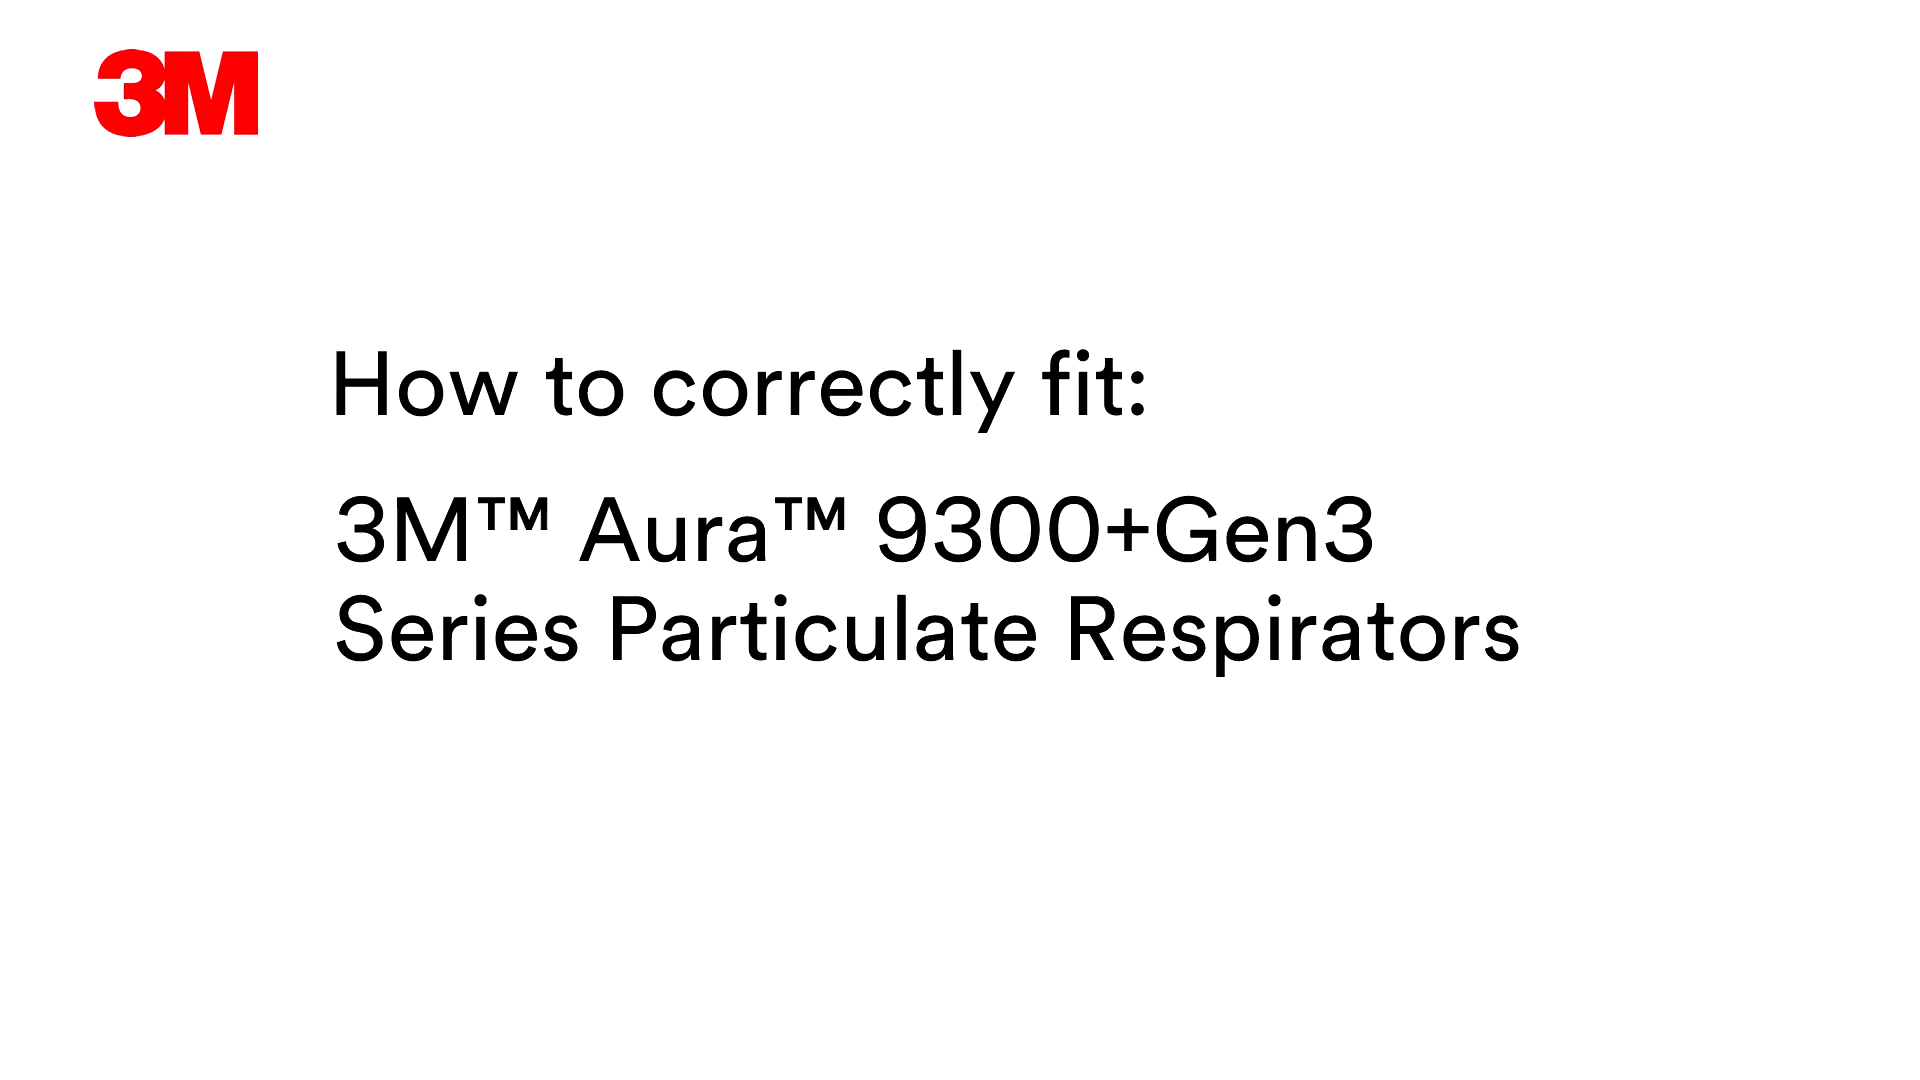 3M
How to correctly fit:
3M™ Aura™ 9300+Gen3
Series Particulate Respirators